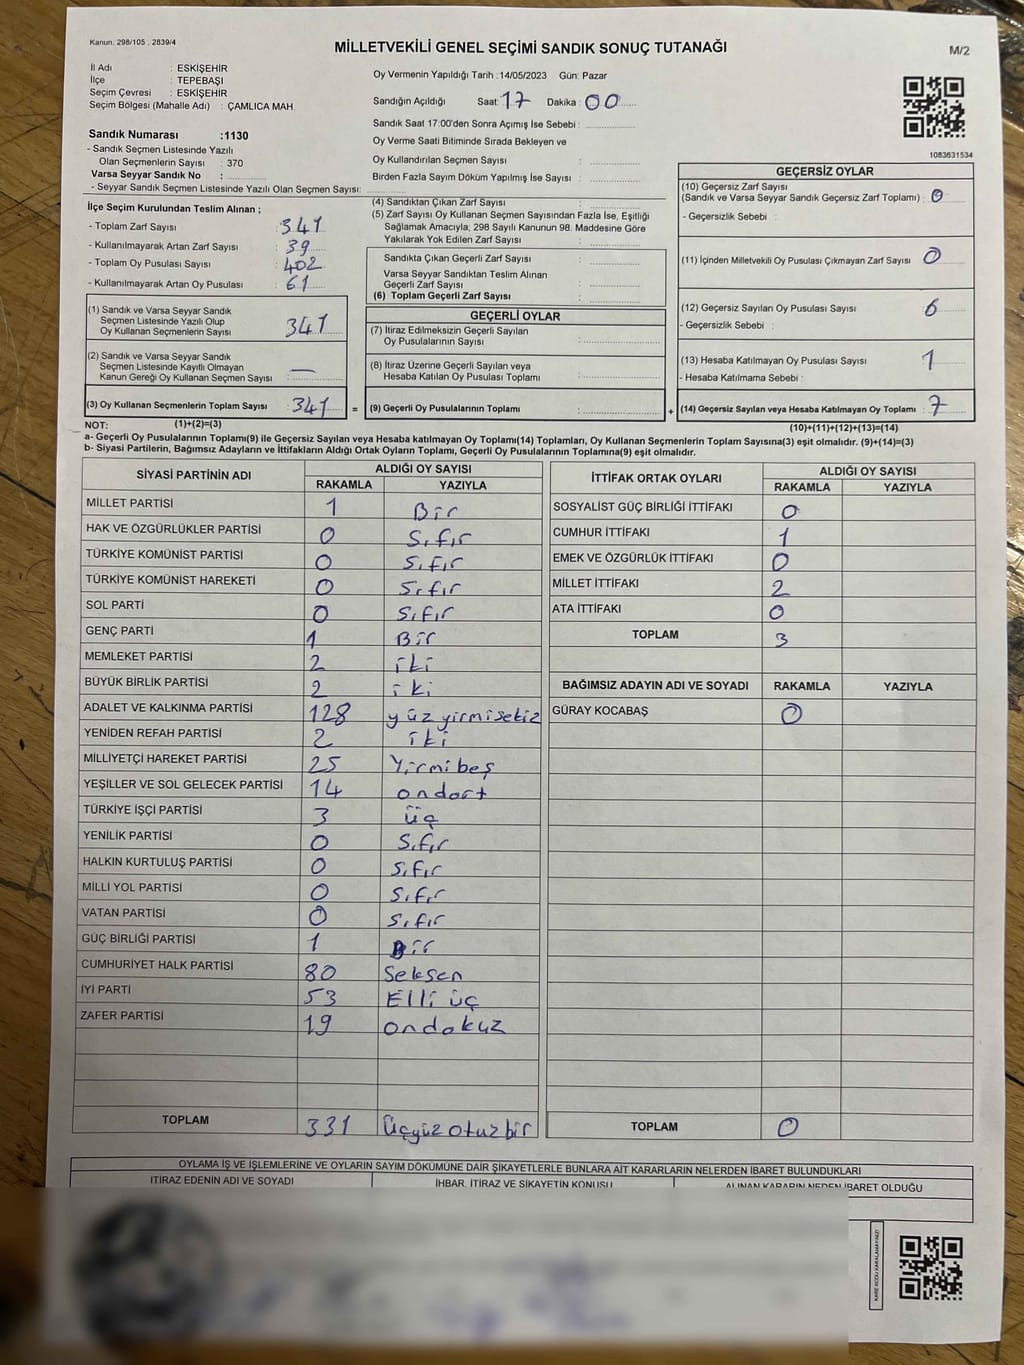 Kanun. 298/105 , 2839/4
MİLLETVEKİLİ GENEL SEÇİMİ SANDIK SONUÇ TUTANAĞI
M/2
İl Adı : ESKİŞEHİR
İlçe : TEPEBAŞI
Seçim Çevresi : ESKİŞEHİR
Seçim Bölgesi (Mahalle Adı) : ÇAMLICA MAH.
Sandık Numarası :1130
- Sandık Seçmen Listesinde Yazılı
Olan Seçmenlerin Sayısı : 370
Varsa Seyyar Sandık No :
- Seyyar Sandık Seçmen Listesinde Yazılı Olan Seçmen Sayısı:
Oy Vermenin Yapıldığı Tarih :14/05/2023 Gün: Pazar
Sandığın Açıldığı Saat: 17 Dakika : 00
Sandık Saat 17:00'den Sonra Açımış İse Sebebi :
Oy Verme Saati Bitiminde Sırada Bekleyen ve
Oy Kullandırılan Seçmen Sayısı :
Birden Fazla Sayım Döküm Yapılmış İse Sayısı :
1083631534
İlçe Seçim Kurulundan Teslim Alınan ;
- Toplam Zarf Sayısı : 341
- Kullanılmayarak Artan Zarf Sayısı : 39
- Toplam Oy Pusulası Sayısı : 402
- Kullanılmayarak Artan Oy Pusulası : 61
(1) Sandık ve Varsa Seyyar Sandık
Seçmen Listesinde Yazılı Olup
Oy Kullanan Seçmenlerin Sayısı : 341
(2) Sandık ve Varsa Seyyar Sandık
Seçmen Listesinde Kayıtlı Olmayan
Kanun Gereği Oy Kullanan Seçmen Sayısı : —
(3) Oy Kullanan Seçmenlerin Toplam Sayısı : 341 =
(1)+(2)=(3)
(4) Sandıktan Çıkan Zarf Sayısı :
(5) Zarf Sayısı Oy Kullanan Seçmen Sayısından Fazla İse, Eşitliği
Sağlamak Amacıyla, 298 Sayılı Kanunun 98. Maddesine Göre
Yakılarak Yok Edilen Zarf Sayısı :
Sandıkta Çıkan Geçerli Zarf Sayısı :
Varsa Seyyar Sandıktan Teslim Alınan
Geçerli Zarf Sayısı :
(6) Toplam Geçerli Zarf Sayısı :
GEÇERLİ OYLAR
(7) İtiraz Edilmeksizin Geçerli Sayılan
Oy Pusulalarının Sayısı :
(8) İtiraz Üzerine Geçerli Sayılan veya
Hesaba Katılan Oy Pusulası Toplamı :
(9) Geçerli Oy Pusulalarının Toplamı : +
GEÇERSİZ OYLAR
(10) Geçersiz Zarf Sayısı
(Sandık ve Varsa Seyyar Sandık Geçersiz Zarf Toplamı) : 0
- Geçersizlik Sebebi :
(11) İçinden Milletvekili Oy Pusulası Çıkmayan Zarf Sayısı : 0
(12) Geçersiz Sayılan Oy Pusulası Sayısı : 6
- Geçersizlik Sebebi :
(13) Hesaba Katılmayan Oy Pusulası Sayısı : 1
- Hesaba Katılmama Sebebi :
(14) Geçersiz Sayılan veya Hesaba Katılmayan Oy Toplamı : 7
(10)+(11)+(12)+(13)=(14)
NOT:
a- Geçerli Oy Pusulalarının Toplamı(9) ile Geçersiz Sayılan veya Hesaba katılmayan Oy Toplamı(14) Toplamları, Oy Kullanan Seçmenlerin Toplam Sayısına(3) eşit olmalıdır. (9)+(14)=(3)
b- Siyasi Partilerin, Bağımsız Adayların ve İttifakların Aldığı Ortak Oyların Toplamı, Geçerli Oy Pusulalarının Toplamına(9) eşit olmalıdır.
SİYASİ PARTİNİN ADI ALDIĞI OY SAYISI
RAKAMLA YAZIYLA
MİLLET PARTİSİ 1 Bir
HAK VE ÖZGÜRLÜKLER PARTİSİ 0 Sıfır
TÜRKİYE KOMÜNİST PARTİSİ 0 Sıfır
TÜRKİYE KOMÜNİST HAREKETİ 0 Sıfır
SOL PARTİ 0 Sıfır
GENÇ PARTİ 1 Bir
MEMLEKET PARTİSİ 2 iki
BÜYÜK BİRLİK PARTİSİ 2 iki
ADALET VE KALKINMA PARTİSİ 128 yüzyirmisekiz
YENİDEN REFAH PARTİSİ 2 iki
MİLLİYETÇİ HAREKET PARTİSİ 25 Yirmibeş
YEŞİLLER VE SOL GELECEK PARTİSİ 14 ondort
TÜRKİYE İŞÇİ PARTİSİ 3 üç
YENİLİK PARTİSİ 0 Sıfır
HALKIN KURTULUŞ PARTİSİ 0 Sıfır
MİLLİ YOL PARTİSİ 0 Sıfır
VATAN PARTİSİ 0 Sıfır
GÜÇ BİRLİĞİ PARTİSİ 1 Bir
CUMHURİYET HALK PARTİSİ 80 Seksen
İYİ PARTİ 53 Elli üç
ZAFER PARTİSİ 19 ondokuz
TOPLAM 331 Üçyüzotuzbir
İTTİFAK ORTAK OYLARI ALDIĞI OY SAYISI
RAKAMLA YAZIYLA
SOSYALİST GÜÇ BİRLİĞİ İTTİFAKI 0
CUMHUR İTTİFAKI 1
EMEK VE ÖZGÜRLÜK İTTİFAKI 0
MİLLET İTTİFAKI 2
ATA İTTİFAKI 0
TOPLAM 3
BAĞIMSIZ ADAYIN ADI VE SOYADI RAKAMLA YAZIYLA
GÜRAY KOCABAŞ 0
TOPLAM 0
OYLAMA İŞ VE İŞLEMLERİNE VE OYLARIN SAYIM DÖKÜMÜNE DAİR ŞİKAYETLERLE BUNLARA AİT KARARLARIN NELERDEN İBARET BULUNDUKLARI
İTİRAZ EDENİN ADI VE SOYADI İHBAR, İTİRAZ VE ŞİKAYETİN KONUSU ALINAN KARARIN NEDEN İBARET OLDUĞU
KARE KODU KARALAMAYINIZ!